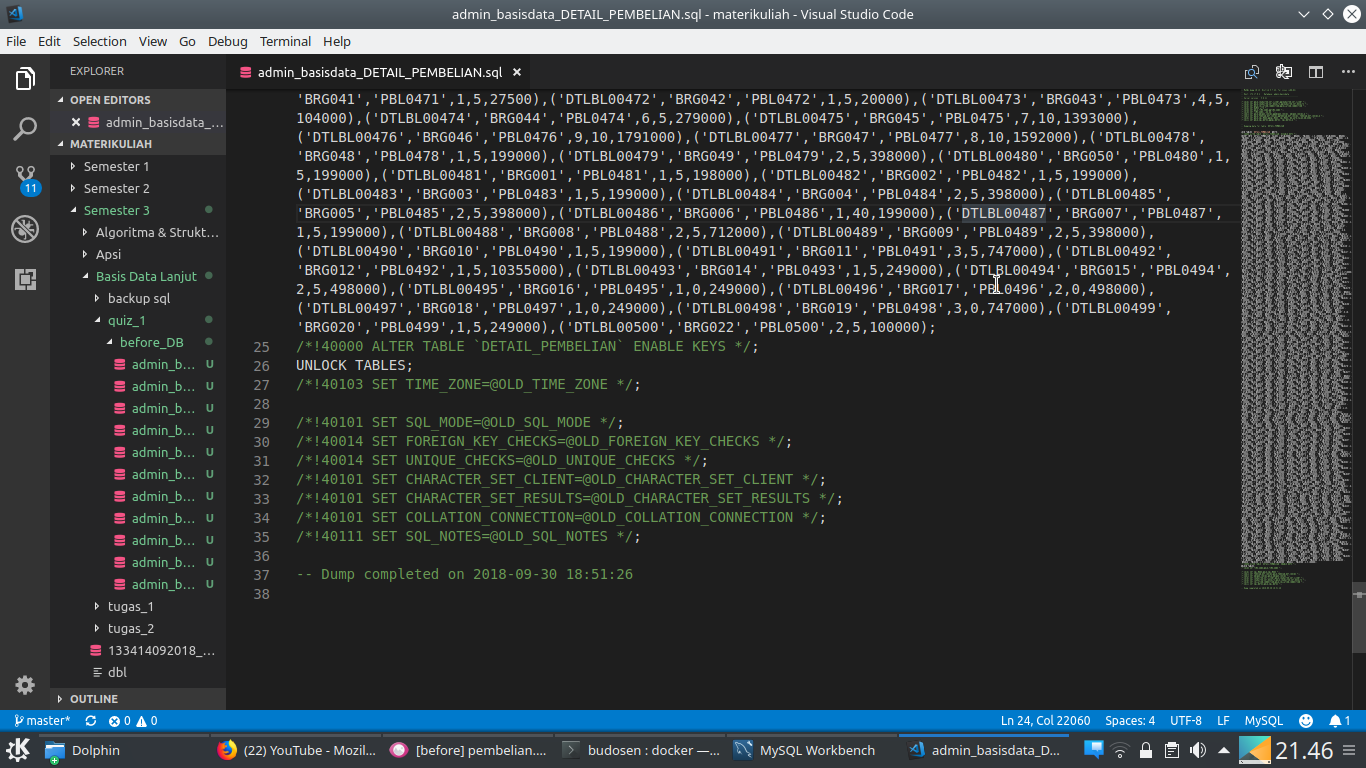 admin_basisdata_DETAIL_PEMBELIAN.sql - materikuliah - Visual Studio Code
File Edit Selection View Go Debug Terminal Help
EXPLORER
OPEN EDITORS
admin_basisdata_...
MATERIKULIAH
Semester 1
Semester 2
Semester 3
Algoritma & Strukt...
Apsi
Basis Data Lanjut
backup sql
quiz_1
before_DB
admin_b... U
admin_b... U
admin_b... U
admin_b... U
admin_b... U
admin_b... U
admin_b... U
admin_b... U
admin_b... U
admin_b... U
admin_b... U
tugas_1
tugas_2
133414092018_...
dbl
OUTLINE
11
admin_basisdata_DETAIL_PEMBELIAN.sql
'BRG041','PBL0471',1,5,27500),('DTLBL00472','BRG042','PBL0472',1,5,20000),('DTLBL00473','BRG043','PBL0473',4,5,
104000),('DTLBL00474','BRG044','PBL0474',6,5,279000),('DTLBL00475','BRG045','PBL0475',7,10,1393000),
('DTLBL00476','BRG046','PBL0476',9,10,1791000),('DTLBL00477','BRG047','PBL0477',8,10,1592000),('DTLBL00478',
'BRG048','PBL0478',1,5,199000),('DTLBL00479','BRG049','PBL0479',2,5,398000),('DTLBL00480','BRG050','PBL0480',1,
5,199000),('DTLBL00481','BRG001','PBL0481',1,5,198000),('DTLBL00482','BRG002','PBL0482',1,5,199000),
('DTLBL00483','BRG003','PBL0483',1,5,199000),('DTLBL00484','BRG004','PBL0484',2,5,398000),('DTLBL00485',
'BRG005','PBL0485',2,5,398000),('DTLBL00486','BRG006','PBL0486',1,40,199000),('DTLBL00487','BRG007','PBL0487',
1,5,199000),('DTLBL00488','BRG008','PBL0488',2,5,712000),('DTLBL00489','BRG009','PBL0489',2,5,398000),
('DTLBL00490','BRG010','PBL0490',1,5,199000),('DTLBL00491','BRG011','PBL0491',3,5,747000),('DTLBL00492',
'BRG012','PBL0492',1,5,10355000),('DTLBL00493','BRG014','PBL0493',1,5,249000),('DTLBL00494','BRG015','PBL0494',
2,5,498000),('DTLBL00495','BRG016','PBL0495',1,0,249000),('DTLBL00496','BRG017','PBL0496',2,0,498000),
('DTLBL00497','BRG018','PBL0497',1,0,249000),('DTLBL00498','BRG019','PBL0498',3,0,747000),('DTLBL00499',
'BRG020','PBL0499',1,5,249000),('DTLBL00500','BRG022','PBL0500',2,5,100000);
25 /*!40000 ALTER TABLE `DETAIL_PEMBELIAN` ENABLE KEYS */;
26 UNLOCK TABLES;
27 /*!40103 SET TIME_ZONE=@OLD_TIME_ZONE */;
28
29 /*!40101 SET SQL_MODE=@OLD_SQL_MODE */;
30 /*!40014 SET FOREIGN_KEY_CHECKS=@OLD_FOREIGN_KEY_CHECKS */;
31 /*!40014 SET UNIQUE_CHECKS=@OLD_UNIQUE_CHECKS */;
32 /*!40101 SET CHARACTER_SET_CLIENT=@OLD_CHARACTER_SET_CLIENT */;
33 /*!40101 SET CHARACTER_SET_RESULTS=@OLD_CHARACTER_SET_RESULTS */;
34 /*!40101 SET COLLATION_CONNECTION=@OLD_COLLATION_CONNECTION */;
35 /*!40111 SET SQL_NOTES=@OLD_SQL_NOTES */;
36
37 -- Dump completed on 2018-09-30 18:51:26
38
master* 0 0 Ln 24, Col 22060 Spaces: 4 UTF-8 LF MySQL 1
Dolphin (22) YouTube - Mozil... [before] pembelian.... budosen : docker —... MySQL Workbench admin_basisdata_D... 21.46